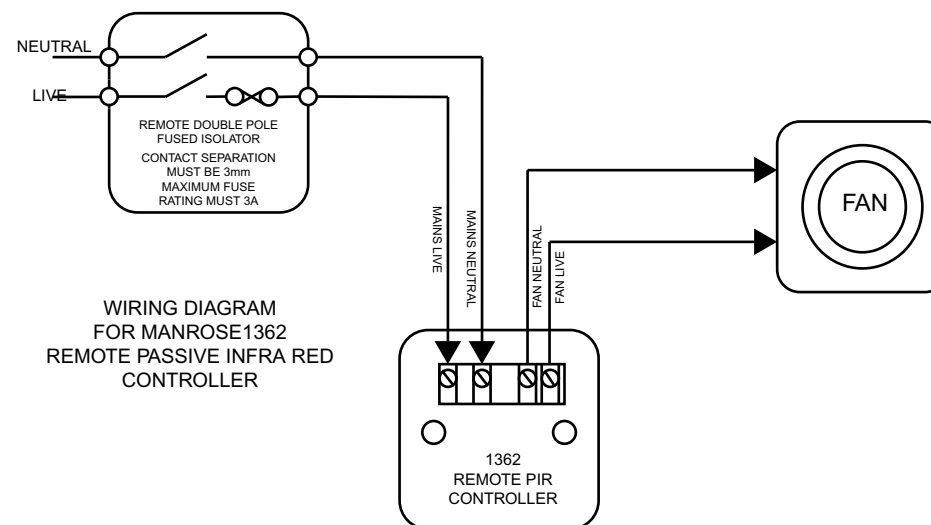 NEUTRAL
LIVE
REMOTE DOUBLE POLE
FUSED ISOLATOR
CONTACT SEPARATION
MUST BE 3mm
MAXIMUM FUSE
RATING MUST 3A
MAINS LIVE
MAINS NEUTRAL
FAN NEUTRAL
FAN LIVE
FAN
WIRING DIAGRAM
FOR MANROSE1362
REMOTE PASSIVE INFRA RED
CONTROLLER
1362
REMOTE PIR
CONTROLLER